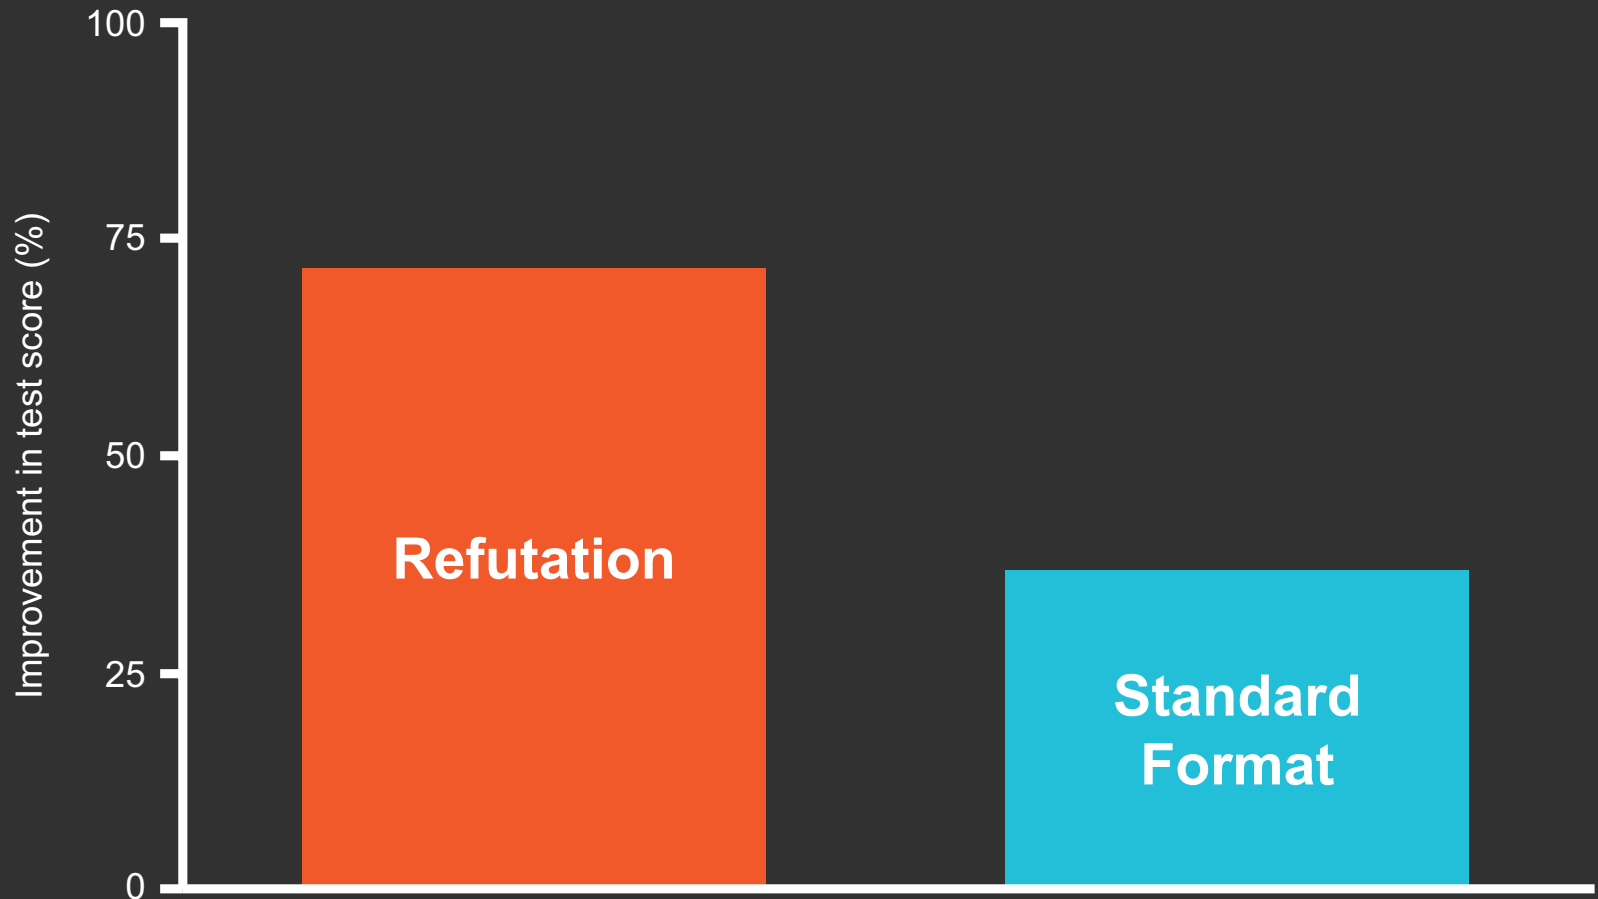 100
75
50
25
0
Improvement in test score (%)
Refutation
Standard
Format